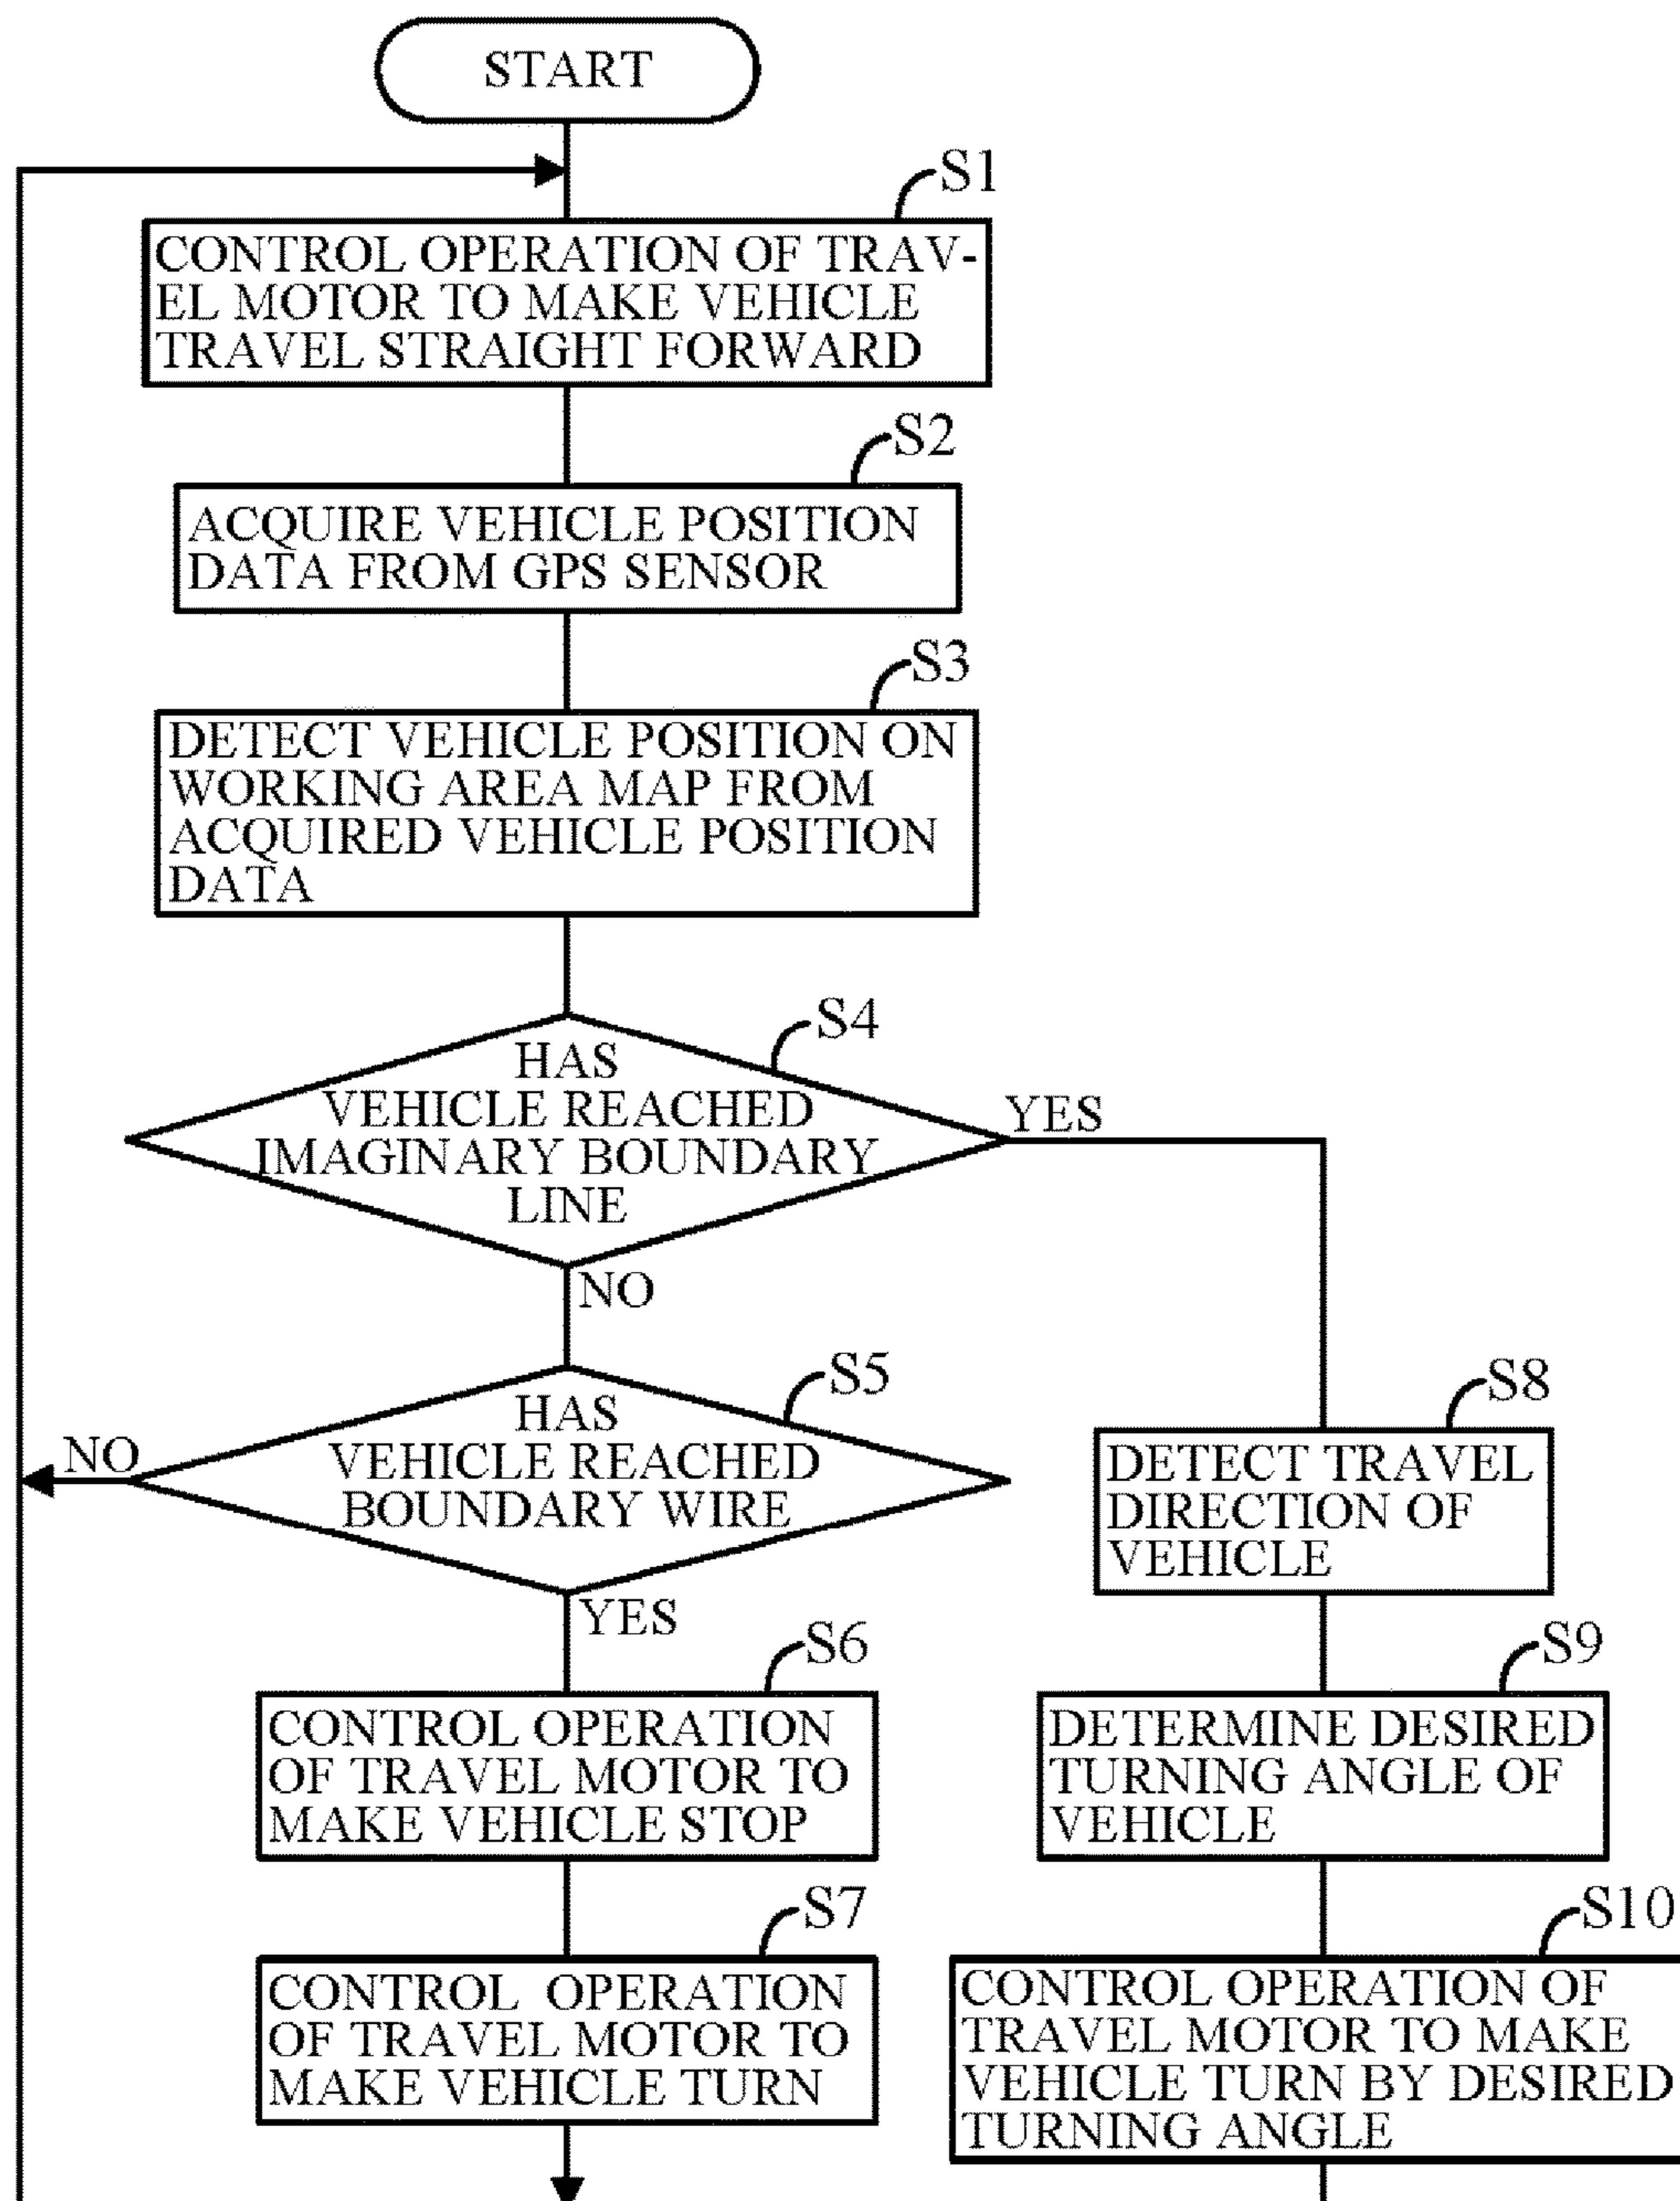 START
S1
CONTROL OPERATION OF TRAV-
EL MOTOR TO MAKE VEHICLE
TRAVEL STRAIGHT FORWARD
S2
ACQUIRE VEHICLE POSITION
DATA FROM GPS SENSOR
S3
DETECT VEHICLE POSITION ON
WORKING AREA MAP FROM
ACQUIRED VEHICLE POSITION
DATA
S4
HAS
VEHICLE REACHED
IMAGINARY BOUNDARY
LINE
YES
NO
S5
HAS
VEHICLE REACHED
BOUNDARY WIRE
NO
YES
S6
CONTROL OPERATION
OF TRAVEL MOTOR TO
MAKE VEHICLE STOP
S7
CONTROL OPERATION
OF TRAVEL MOTOR TO
MAKE VEHICLE TURN
S8
DETECT TRAVEL
DIRECTION OF
VEHICLE
S9
DETERMINE DESIRED
TURNING ANGLE OF
VEHICLE
S10
CONTROL OPERATION OF
TRAVEL MOTOR TO MAKE
VEHICLE TURN BY DESIRED
TURNING ANGLE